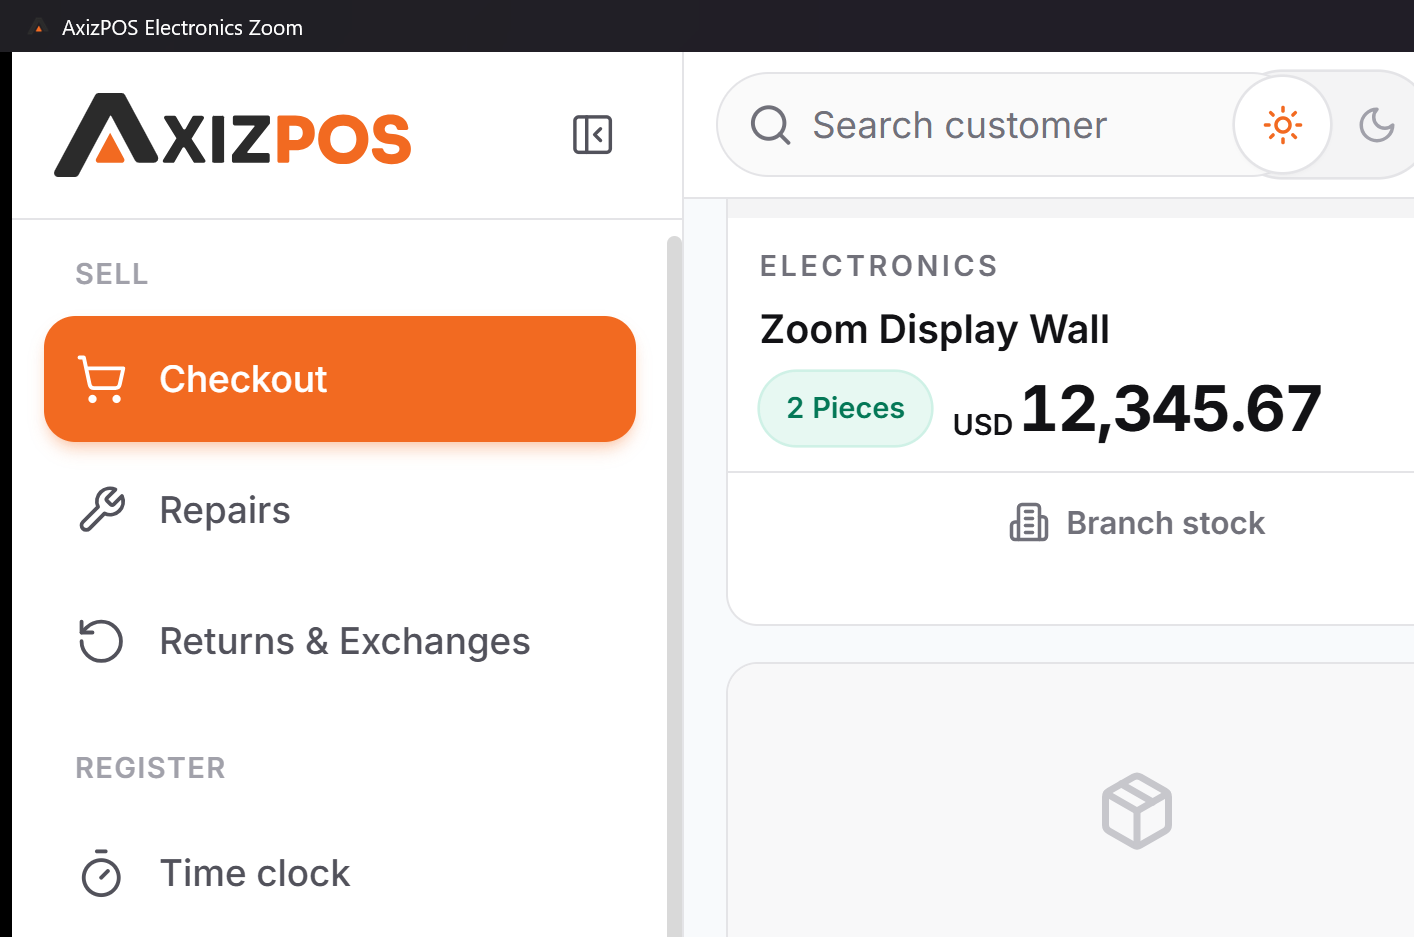 AxizPOS Electronics Zoom
AXIZPOS
SELL
Checkout
Repairs
Returns & Exchanges
REGISTER
Time clock
Search customer
ELECTRONICS
Zoom Display Wall
2 Pieces USD 12,345.67
Branch stock